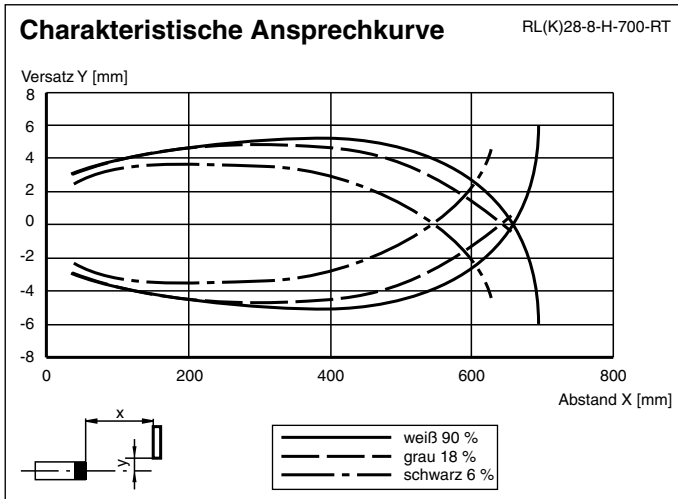 Charakteristische Ansprechkurve
RL(K)28-8-H-700-RT
Versatz Y [mm]
8
6
4
2
0
-2
-4
-6
-8
0 200 400 600 800
Abstand X [mm]
x
y
weiß 90 %
grau 18 %
schwarz 6 %